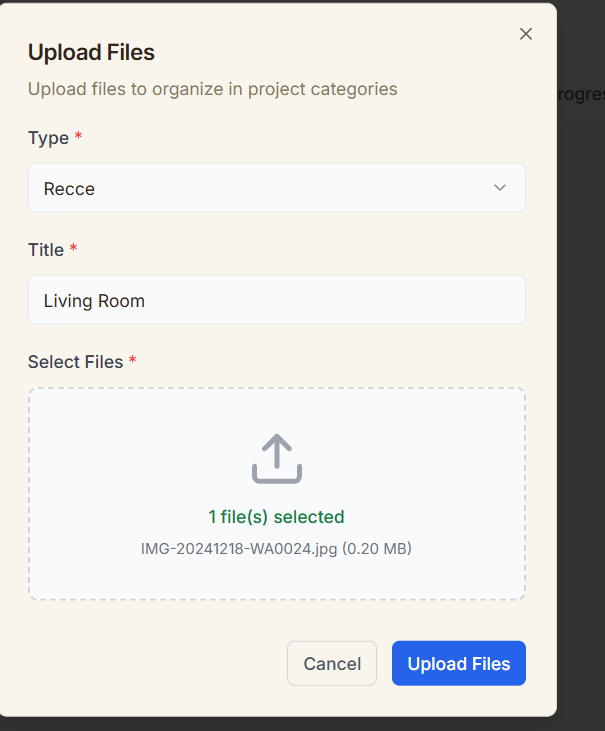 Upload Files
Upload files to organize in project categories
Type *
Recce
Title *
Living Room
Select Files *
1 file(s) selected
IMG-20241218-WA0024.jpg (0.20 MB)
Cancel
Upload Files